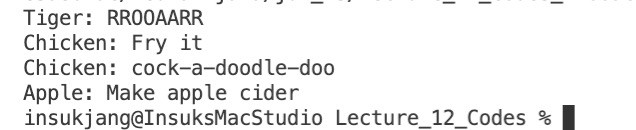 Tiger: RROOAARR
Chicken: Fry it
Chicken: cock-a-doodle-doo
Apple: Make apple cider
insukjang@InsuksMacStudio Lecture_12_Codes %